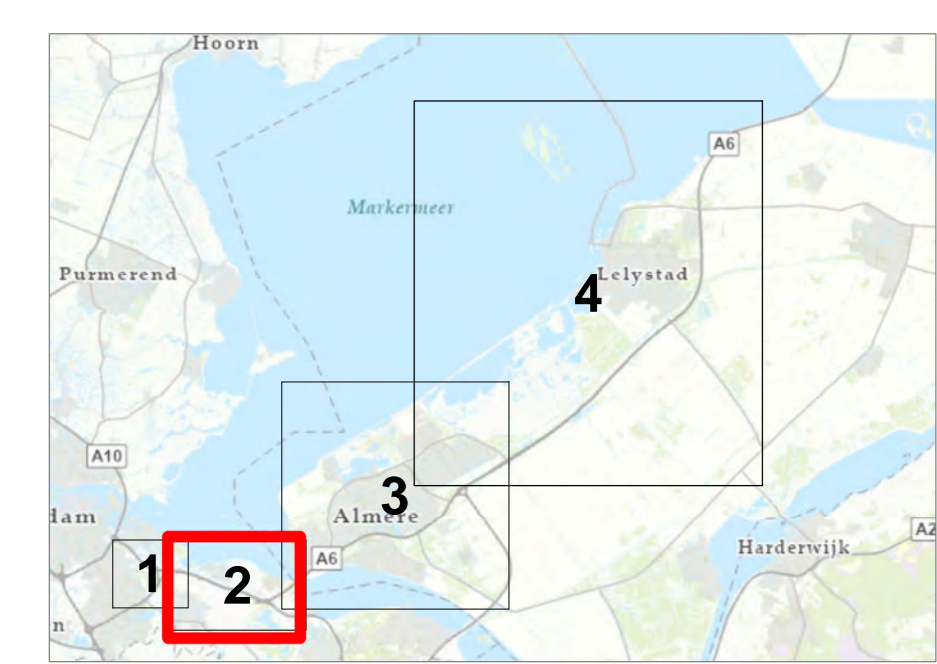 Hoorn
A6
Markermeer
Purmerend
Lelystad
4
A10
3
dam
Almere
A2
Harderwijk
A6
1
2
n